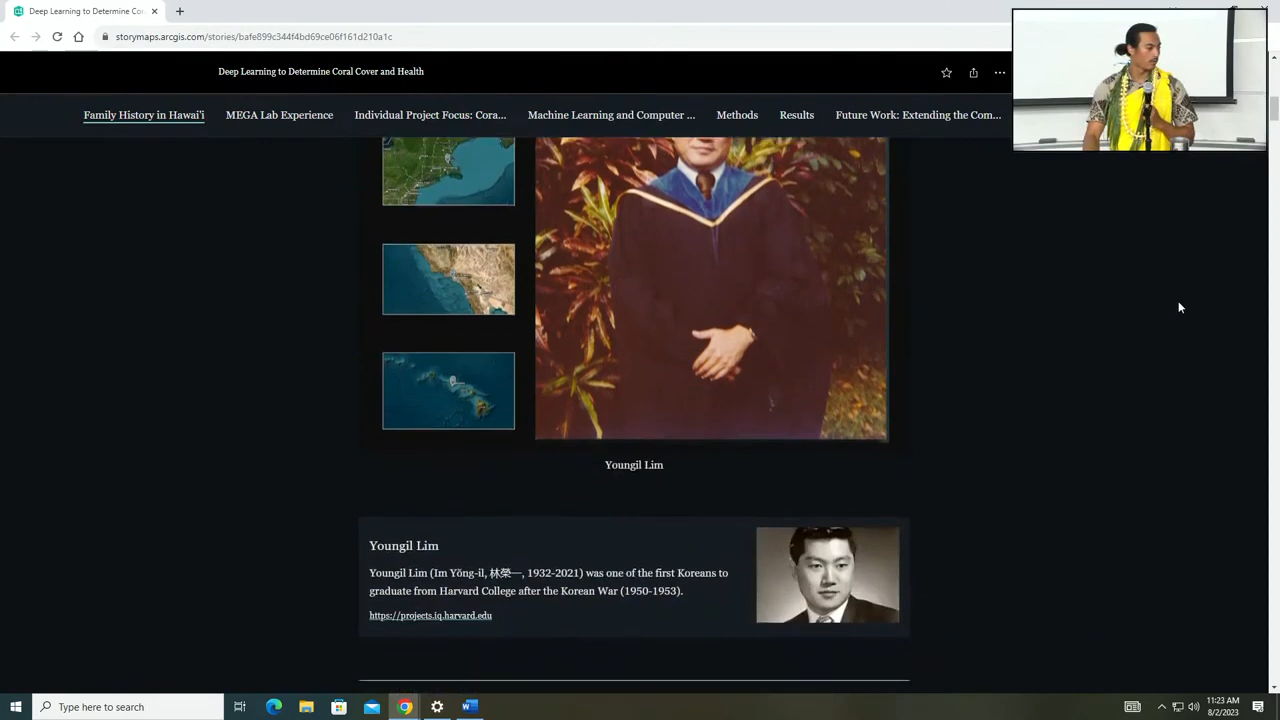 Deep Learning to Determine Cor
storymaps.arcgis.com/stories/bafe899c344f4bd69ce06f161d210a1c
Deep Learning to Determine Coral Cover and Health
Family History in Hawai'i
MEGA Lab Experience
Individual Project Focus: Cora...
Machine Learning and Computer ...
Methods
Results
Future Work: Extending the Com...
Youngil Lim
Youngil Lim
Youngil Lim (Im Yŏng-il, 林榮一, 1932-2021) was one of the first Koreans to
graduate from Harvard College after the Korean War (1950-1953).
https://projects.iq.harvard.edu
Type here to search
11:23 AM
8/2/2023